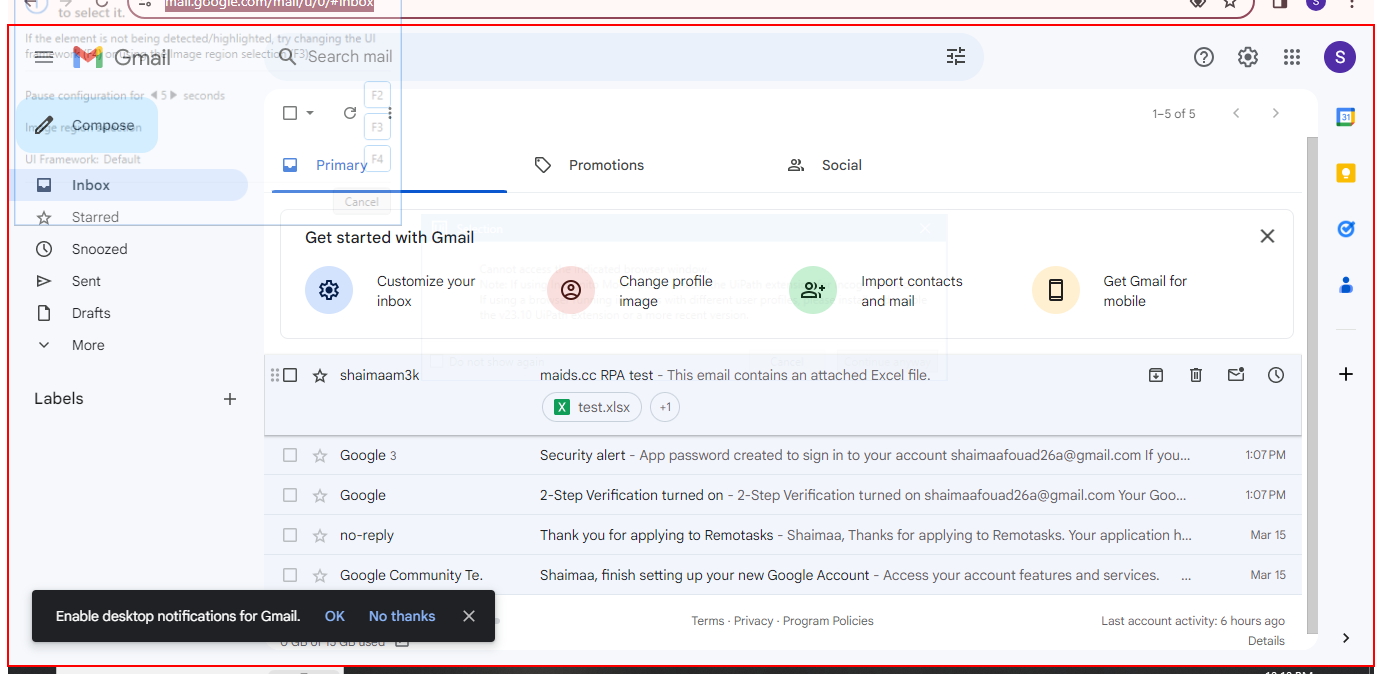 mail.google.com/mail/u/0/#inbox
S
to select it.
If the element is not being detected/highlighted, try changing the UI
framework (F4) or using the image region selection (F3).
Gmail
Search mail
S
Pause configuration for 5 seconds
F2
Compose
1–5 of 5
31
Image region selection
F3
UI Framework: Default
F4
Primary
Promotions
Social
Inbox
Cancel
Starred
Get started with Gmail
Snoozed
Customize your
inbox
Change profile
image
Import contacts
and mail
Get Gmail for
mobile
Sent
Drafts
More
Do not show again
Cancel
shaimaam3k
maids.cc RPA test - This email contains an attached Excel file.
X
test.xlsx
+1
Labels
Google 3
Security alert - App password created to sign in to your account shaimaafouad26a@gmail.com If you...
1:07 PM
Google
2-Step Verification turned on - 2-Step Verification turned on shaimaafouad26a@gmail.com Your Goo...
1:07 PM
no-reply
Thank you for applying to Remotasks - Shaimaa, Thanks for applying to Remotasks. Your application h...
Mar 15
Google Community Te.
Shaimaa, finish setting up your new Google Account - Access your account features and services. ...
Mar 15
Enable desktop notifications for Gmail.
OK
No thanks
Terms · Privacy · Program Policies
Last account activity: 6 hours ago
Details
0 GB of 15 GB used